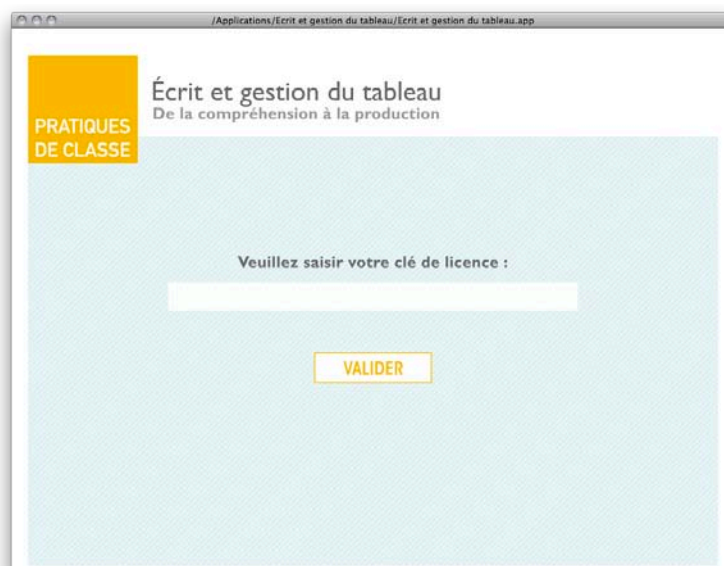 /Applications/Ecrit et gestion du tableau/Ecrit et gestion du tableau.app
PRATIQUES
DE CLASSE
Écrit et gestion du tableau
De la compréhension à la production
Veuillez saisir votre clé de licence :
VALIDER